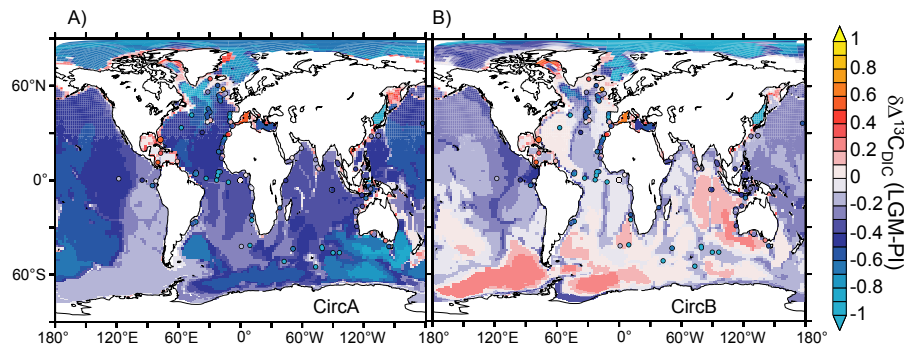 A)
B)
60°N
0°
60°S
CircA
CircB
180° 120°W 60°W 0°W 60°E 120°E 180°
120°W 60°W 0°W 60°E 120°E 180°
1
0.8
0.6
0.4
0.2
0
-0.2
-0.4
-0.6
-0.8
-1
δΔ¹³C_DIC (LGM-PI)